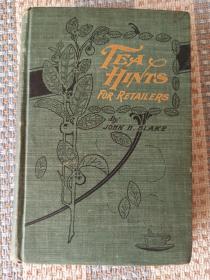 TEA
HINTS
FOR RETAILERS
by
JOHN H. BLAKE